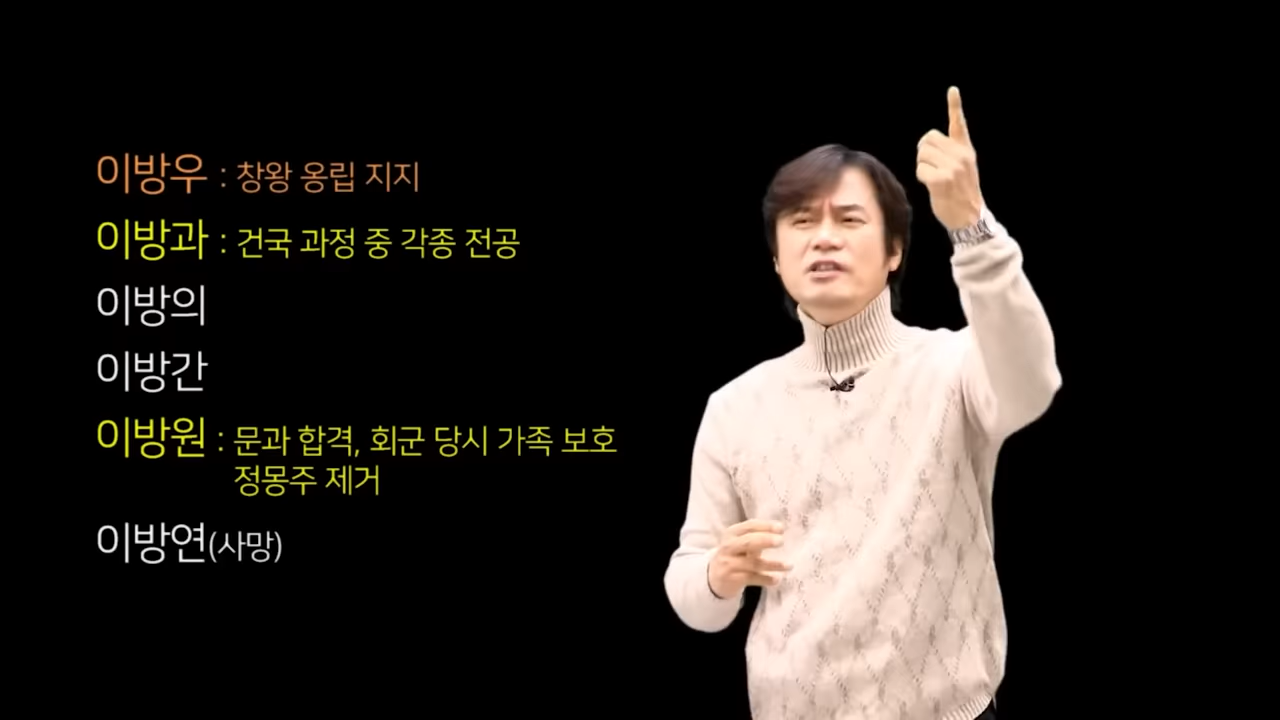 이방우 : 창왕 옹립 지지
이방과 : 건국 과정 중 각종 전공
이방의
이방간
이방원 : 문과 합격, 회군 당시 가족 보호
정몽주 제거
이방연(사망)